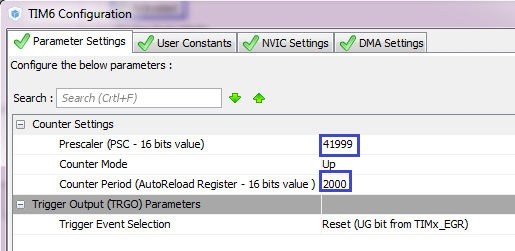 TIM6 Configuration
Parameter Settings User Constants NVIC Settings DMA Settings
Configure the below parameters :
Search : Search (Crtl+F)
Counter Settings
Prescaler (PSC - 16 bits value) 41999
Counter Mode Up
Counter Period (AutoReload Register - 16 bits value ) 2000
Trigger Output (TRGO) Parameters
Trigger Event Selection Reset (UG bit from TIMx_EGR)